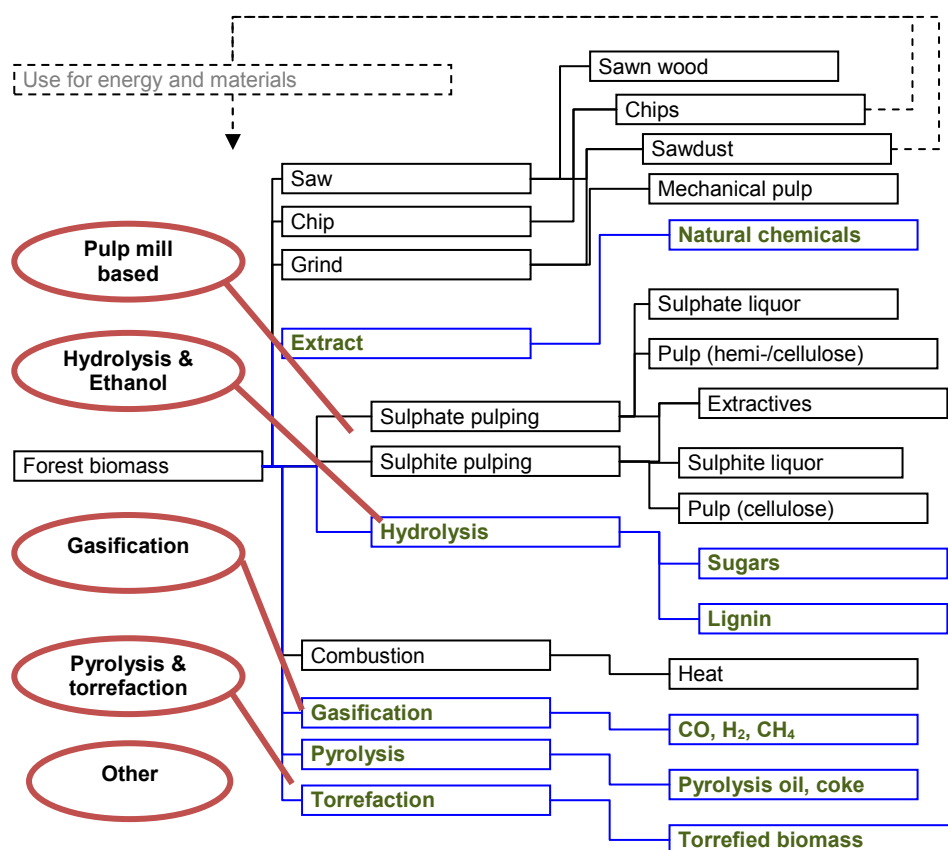 Use for energy and materials
Sawn wood
Chips
Sawdust
Saw
Mechanical pulp
Chip
Natural chemicals
Pulp mill
based
Grind
Sulphate liquor
Extract
Pulp (hemi-/cellulose)
Hydrolysis &
Ethanol
Extractives
Sulphate pulping
Forest biomass
Sulphite pulping
Sulphite liquor
Pulp (cellulose)
Hydrolysis
Gasification
Sugars
Lignin
Combustion
Heat
Pyrolysis &
torrefaction
Gasification
CO, H₂, CH₄
Pyrolysis
Other
Pyrolysis oil, coke
Torrefaction
Torrefied biomass